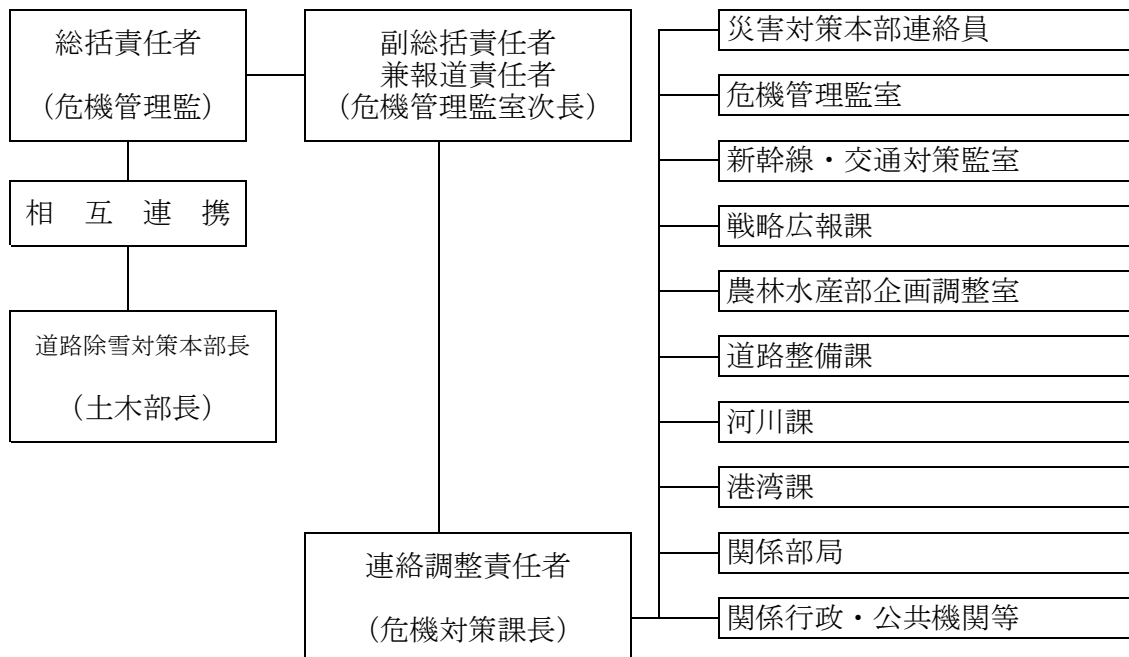 総括責任者
(危機管理監)
副総括責任者
兼報道責任者
(危機管理監室次長)
相 互 連 携
道路除雪対策本部長
(土木部長)
連絡調整責任者
(危機対策課長)
災害対策本部連絡員
危機管理監室
新幹線・交通対策監室
戦略広報課
農林水産部企画調整室
道路整備課
河川課
港湾課
関係部局
関係行政・公共機関等